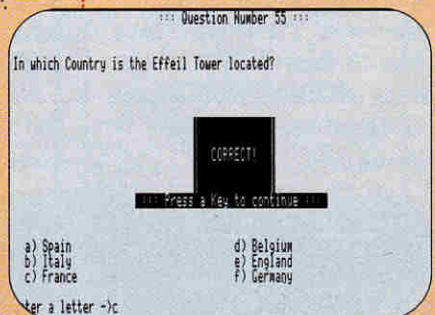 ::: Question Number 55 :::
In which Country is the Effeil Tower located?
CORRECT!
::: Press a Key to continue :::
a) Spain d) Belgium
b) Italy e) England
c) France f) Germany
ter a letter ->c